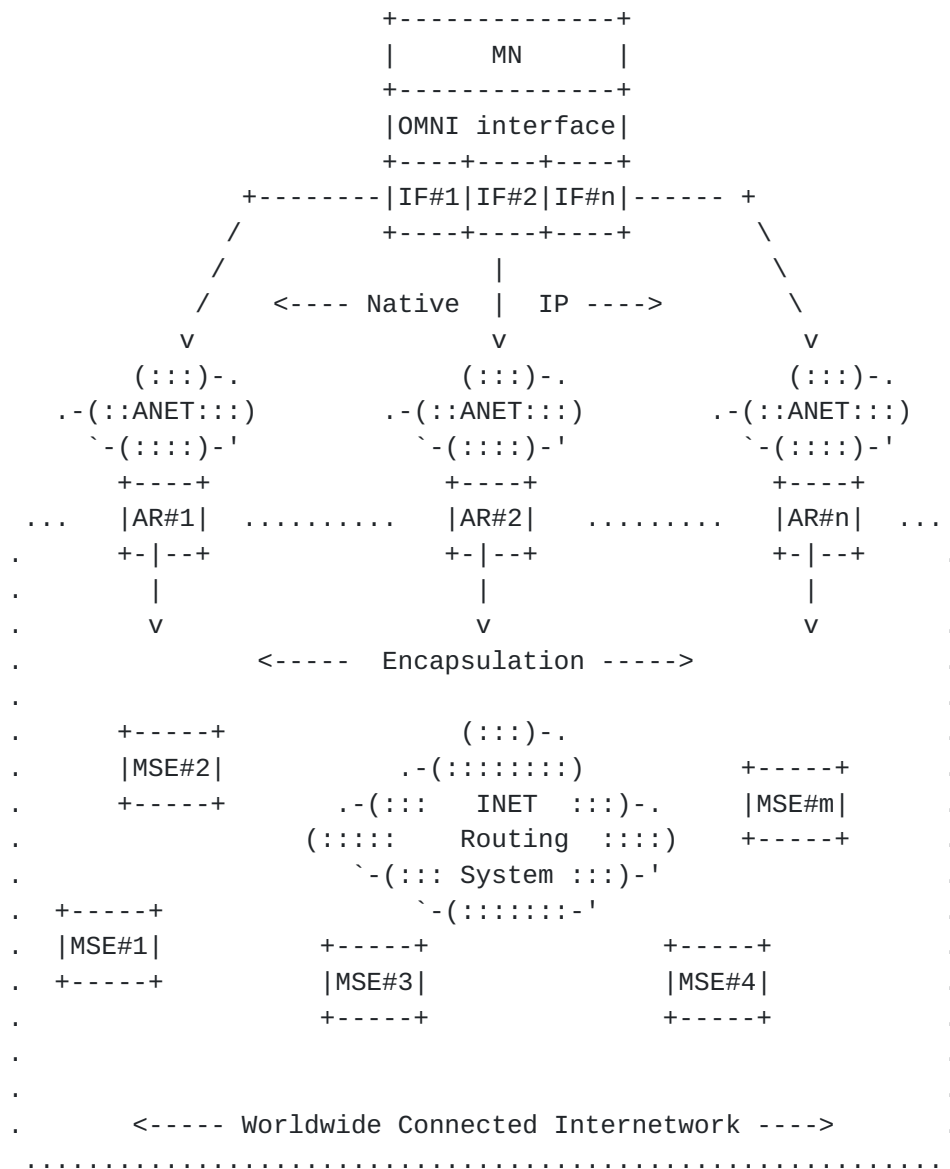 +--------------+
                        |      MN      |
                        +--------------+
                        |OMNI interface|
                        +----+----+----+
               +--------|IF#1|IF#2|IF#n|------ +
              /         +----+----+----+        \
             /                 |                 \
            /    <---- Native  |  IP ---->        \
           v                   v                   v
        (:::)-.              (:::)-.              (:::)-.
   .-(::ANET:::)        .-(::ANET:::)        .-(::ANET:::)
     `-(::::)-'           `-(::::)-'           `-(::::)-'
       +----+               +----+               +----+
 ...   |AR#1|  ..........   |AR#2|   .........   |AR#n|  ...
.      +-|--+               +-|--+               +-|--+     .
.        |                    |                    |        .
.        v                    v                    v        .
.               <-----  Encapsulation ----->                .
.                                                           .
.      +-----+               (:::)-.                        .
.      |MSE#2|           .-(::::::::)          +-----+      .
.      +-----+       .-(:::   INET  :::)-.     |MSE#m|      .
.                  (:::::    Routing  ::::)    +-----+      .
.                     `-(::: System :::)-'                  .
.  +-----+                `-(:::::::-'                      .
.  |MSE#1|          +-----+               +-----+           .
.  +-----+          |MSE#3|               |MSE#4|           .
.                   +-----+               +-----+           .
.                                                           .
.                                                           .
.       <----- Worldwide Connected Internetwork ---->       .
 ...........................................................